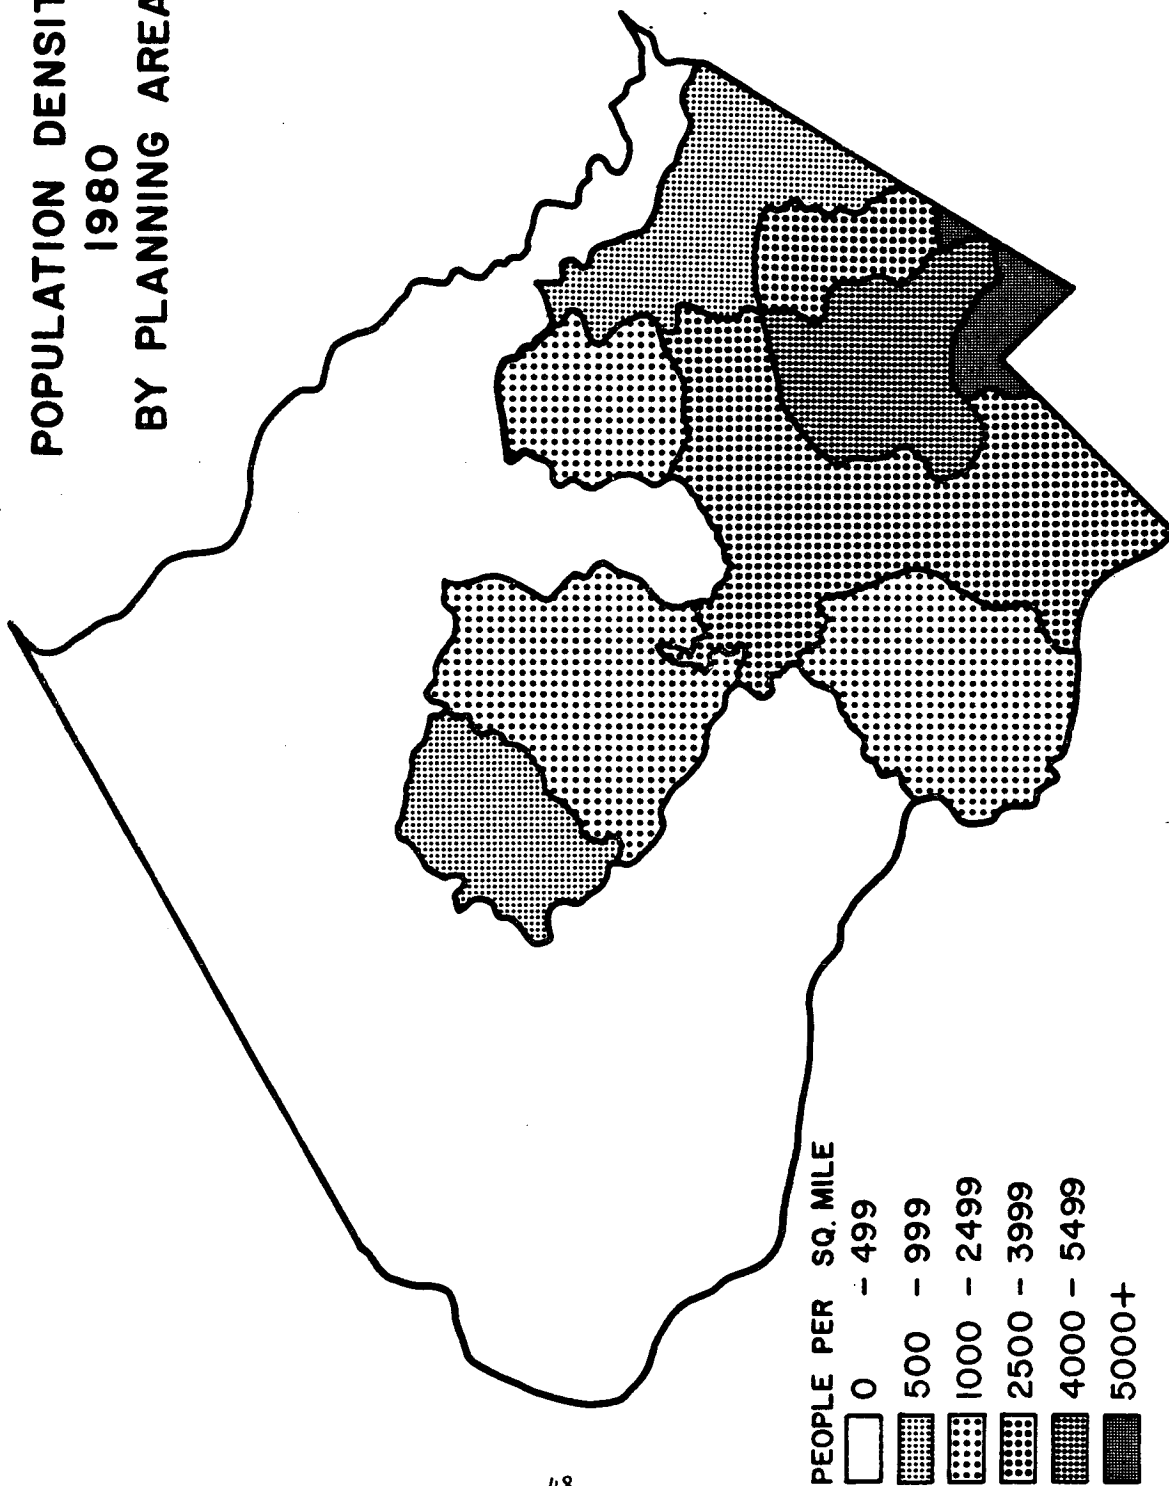 POPULATION DENSIT
1980
BY PLANNING AREA
PEOPLE PER SQ. MILE
0 - 499
500 - 999
1000 - 2499
2500 - 3999
4000 - 5499
5000+
48